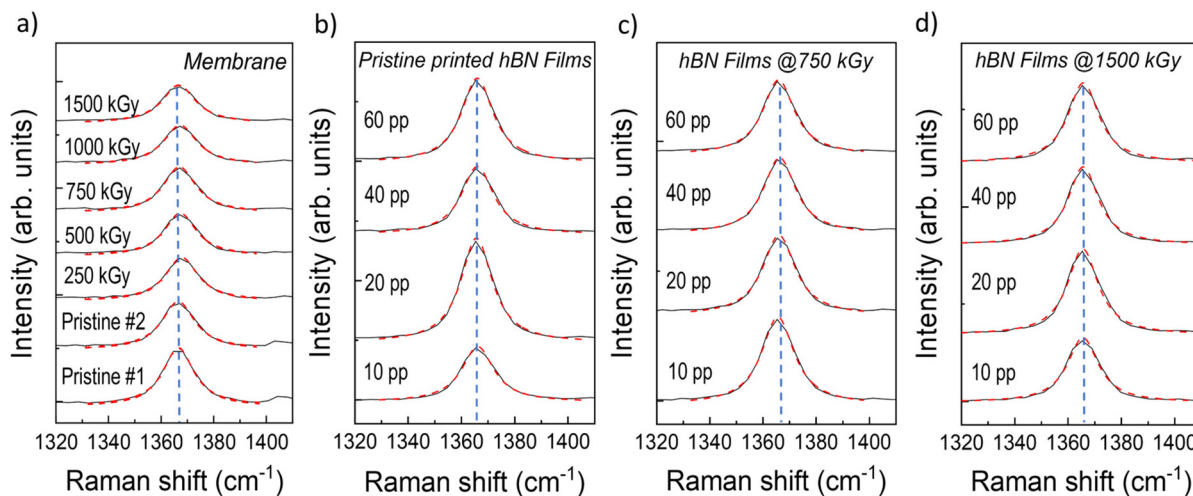 a)
Membrane
1500 kGy
1000 kGy
750 kGy
500 kGy
250 kGy
Pristine #2
Pristine #1
Intensity (arb. units)
1320 1360 1400
Raman shift (cm⁻¹)
b)
Pristine printed hBN Films
60 pp
40 pp
20 pp
10 pp
Intensity (arb. units)
1320 1360 1400
Raman shift (cm⁻¹)
c)
hBN Films @750 kGy
60 pp
40 pp
20 pp
10 pp
Intensity (arb. units)
1320 1340 1360 1380 1400
Raman shift (cm⁻¹)
d)
hBN Films @1500 kGy
60 pp
40 pp
20 pp
10 pp
Intensity (arb. units)
1320 1340 1360 1380 1400
Raman shift (cm⁻¹)